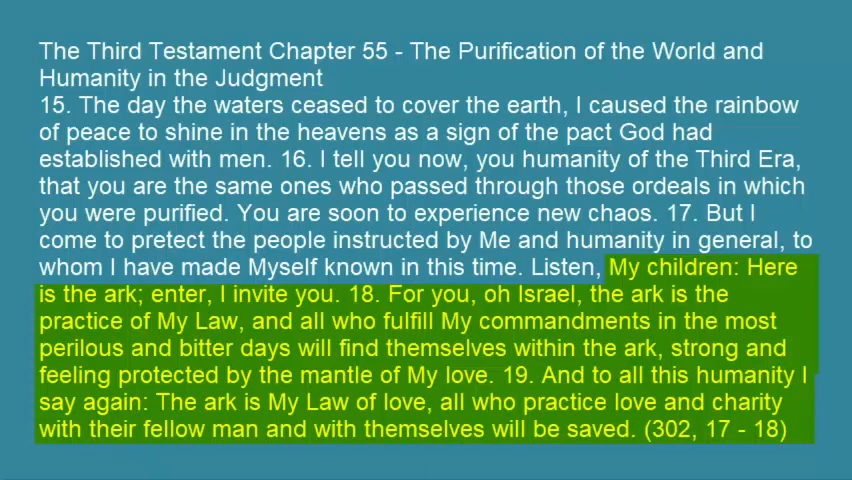 The Third Testament Chapter 55 - The Purification of the World and
Humanity in the Judgment
15. The day the waters ceased to cover the earth, I caused the rainbow
of peace to shine in the heavens as a sign of the pact God had
established with men. 16. I tell you now, you humanity of the Third Era,
that you are the same ones who passed through those ordeals in which
you were purified. You are soon to experience new chaos. 17. But I
come to pretect the people instructed by Me and humanity in general, to
whom I have made Myself known in this time. Listen, My children: Here
is the ark; enter, I invite you. 18. For you, oh Israel, the ark is the
practice of My Law, and all who fulfill My commandments in the most
perilous and bitter days will find themselves within the ark, strong and
feeling protected by the mantle of My love. 19. And to all this humanity I
say again: The ark is My Law of love, all who practice love and charity
with their fellow man and with themselves will be saved. (302, 17 - 18)